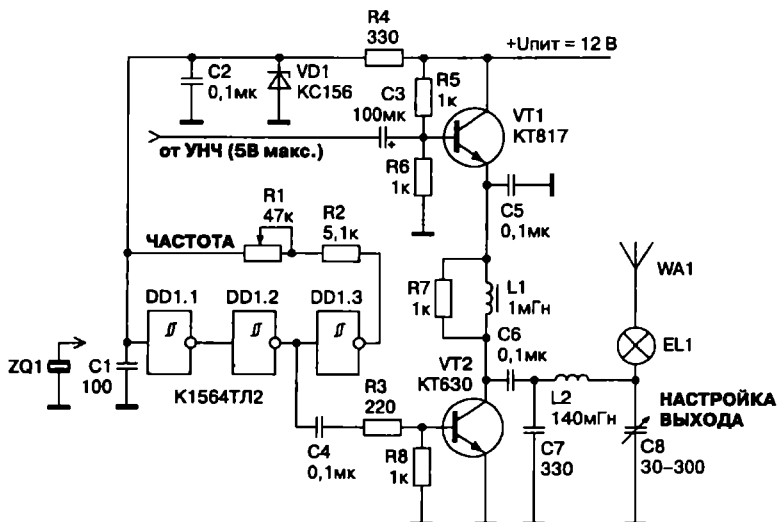 R4
330
+Uпит = 12 В
C2
0,1мк
VD1
КС156
C3
100мк
+
R5
1к
VT1
КТ817
от УНЧ (5В макс.)
R6
1к
R1
47к
R2
5,1к
C5
0,1мк
ЧАСТОТА
WA1
R7
1к
L1
1мГн
DD1.1
DD1.2
DD1.3
C6
0,1мк
EL1
ZQ1
C1
100
К1564ТЛ2
VT2
КТ630
R3
220
L2
140мГн
НАСТРОЙКА
ВЫХОДА
C4
0,1мк
R8
1к
C7
330
C8
30–300